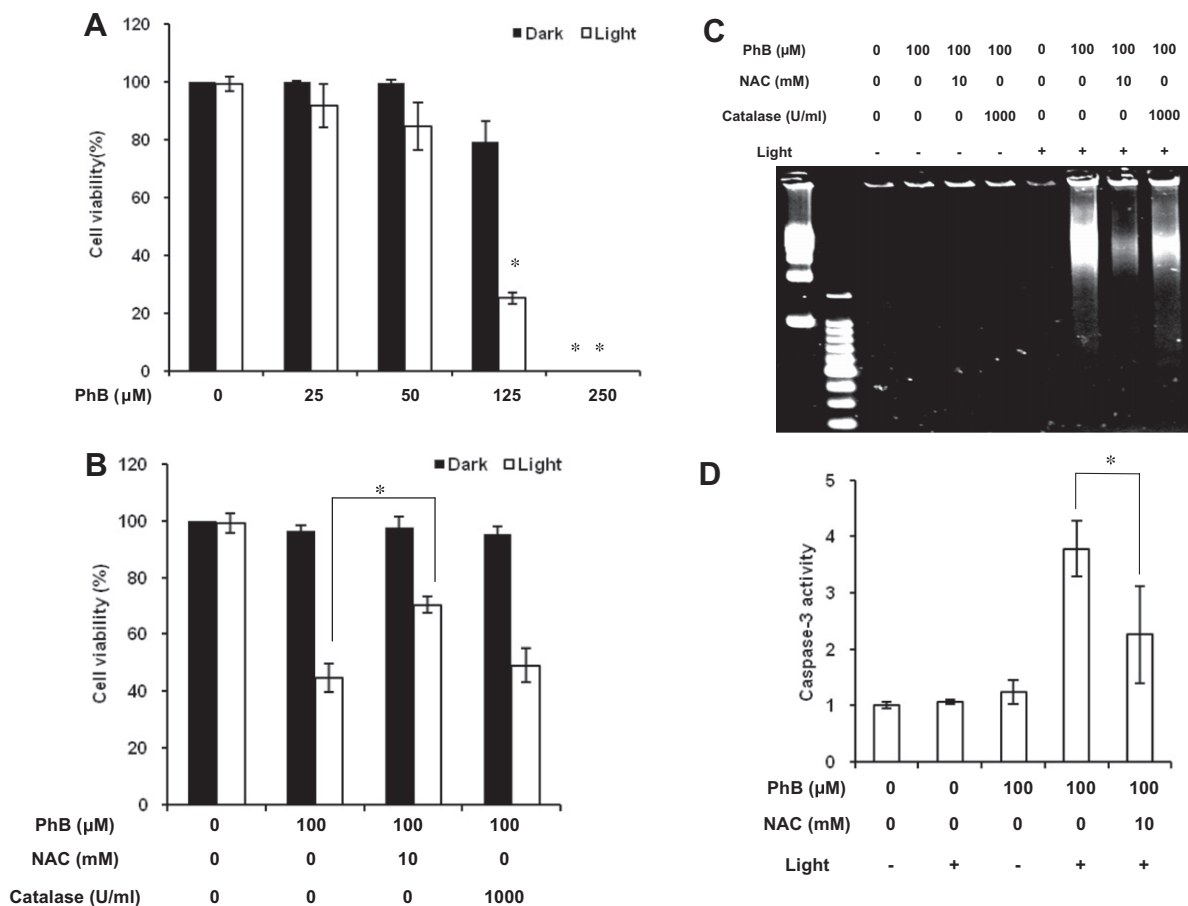 A
120
100
80
60
40
20
0
Cell viability(%)
Dark Light
*
* *
PhB (µM) 0 25 50 125 250
B
120
100
80
60
40
20
0
Cell viability (%)
Dark Light
*
PhB (µM) 0 100 100 100
NAC (mM) 0 0 10 0
Catalase (U/ml) 0 0 0 1000
C
PhB (µM) 0 100 100 100 0 100 100 100
NAC (mM) 0 0 10 0 0 0 10 0
Catalase (U/ml) 0 0 0 1000 0 0 0 1000
Light - - - - + + + +
D
5
4
3
2
1
0
Caspase-3 activity
*
PhB (µM) 0 0 100 100 100
NAC (mM) 0 0 0 0 10
Light - + - + +